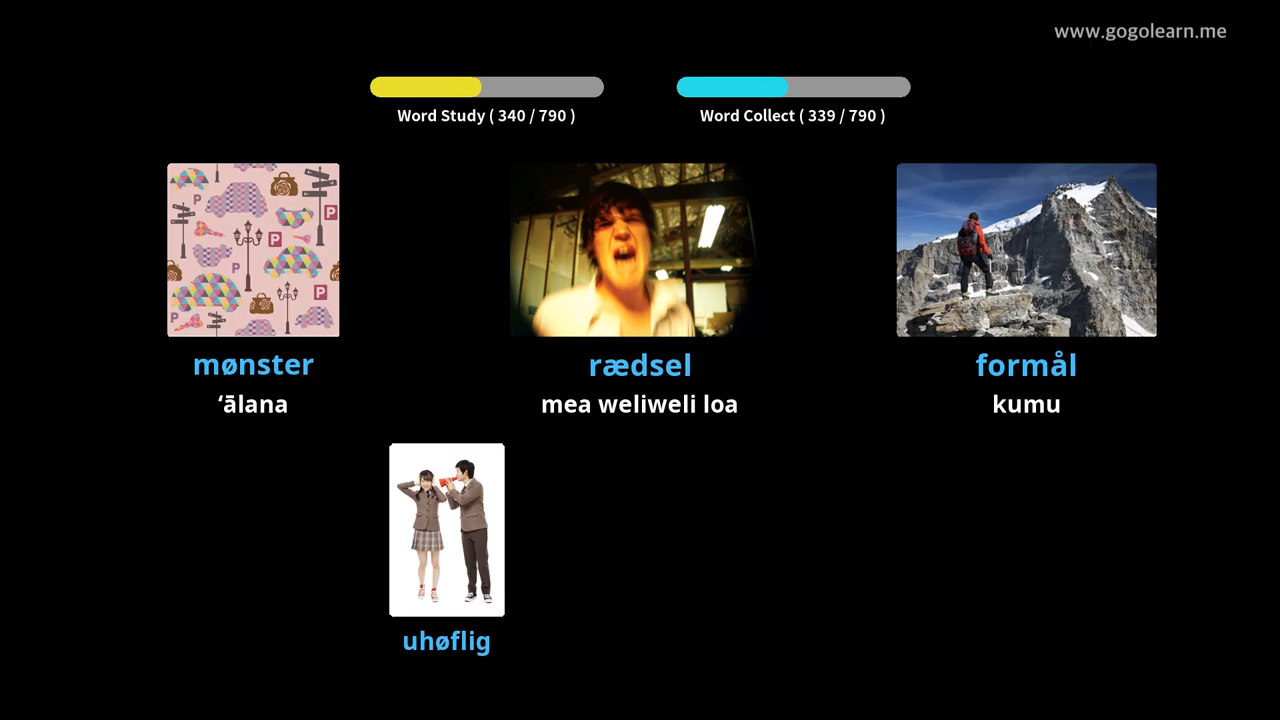 www.gogolearn.me
Word Study ( 340 / 790 )
Word Collect ( 339 / 790 )
mønster
rædsel
formål
ʻālana
mea weliweli loa
kumu
uhøflig